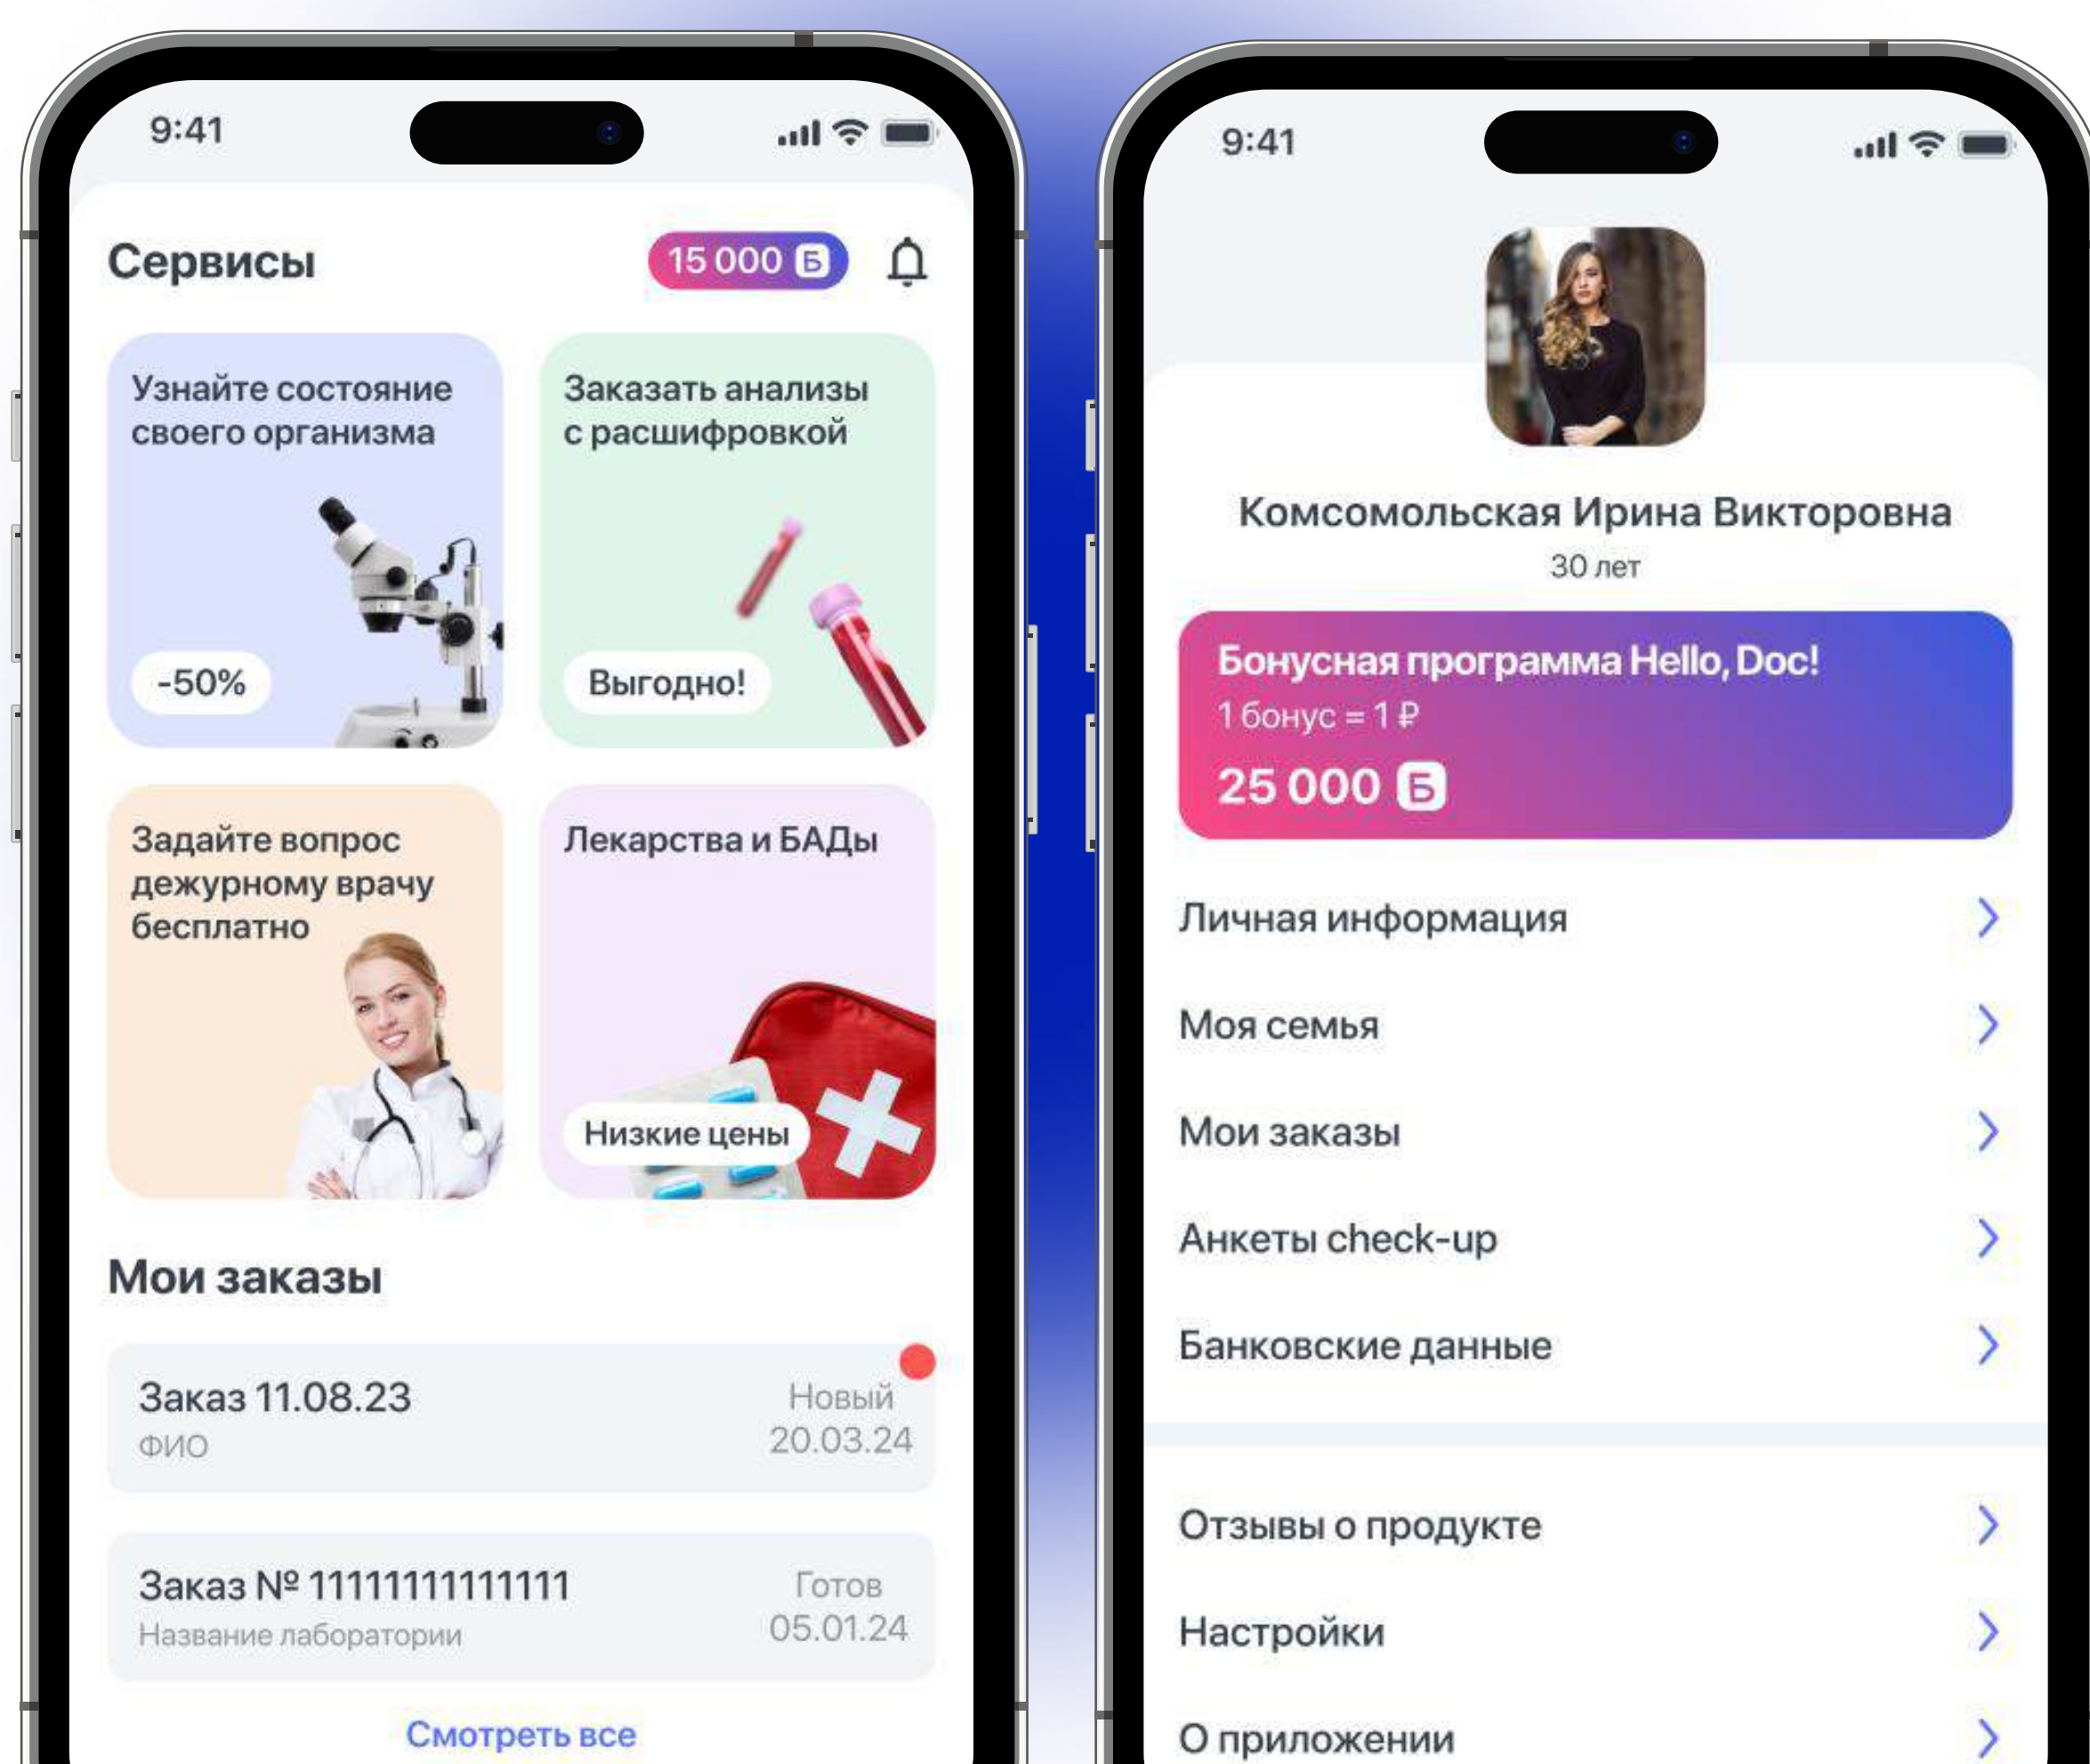 9:41
Сервисы
15 000 Б
Узнайте состояние
своего организма
-50%
Заказать анализы
с расшифровкой
Выгодно!
Задайте вопрос
дежурному врачу
бесплатно
Лекарства и БАДы
Низкие цены
Мои заказы
Заказ 11.08.23
ФИО
Новый
20.03.24
Заказ № 11111111111111
Название лаборатории
Готов
05.01.24
Смотреть все
9:41
Комсомольская Ирина Викторовна
30 лет
Бонусная программа Hello, Doc!
1 бонус = 1 ₽
25 000 Б
Личная информация
Моя семья
Мои заказы
Анкеты check-up
Банковские данные
Отзывы о продукте
Настройки
О приложении